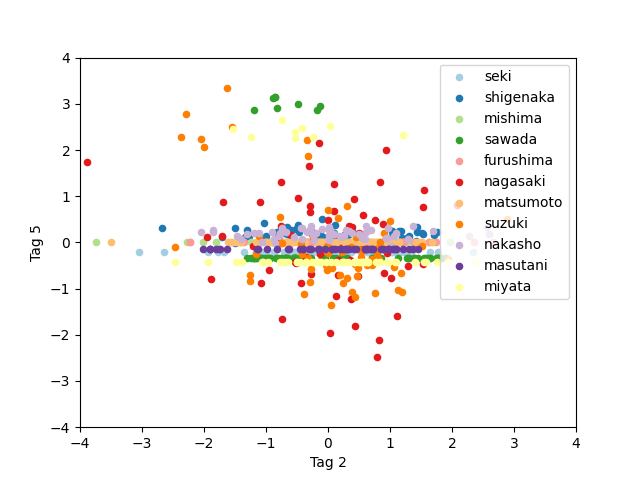 4
3
2
1
0
−1
−2
−3
−4
Tag 5
−4 −3 −2 −1 0 1 2 3 4
Tag 2
seki
shigenaka
mishima
sawada
furushima
nagasaki
matsumoto
suzuki
nakasho
masutani
miyata